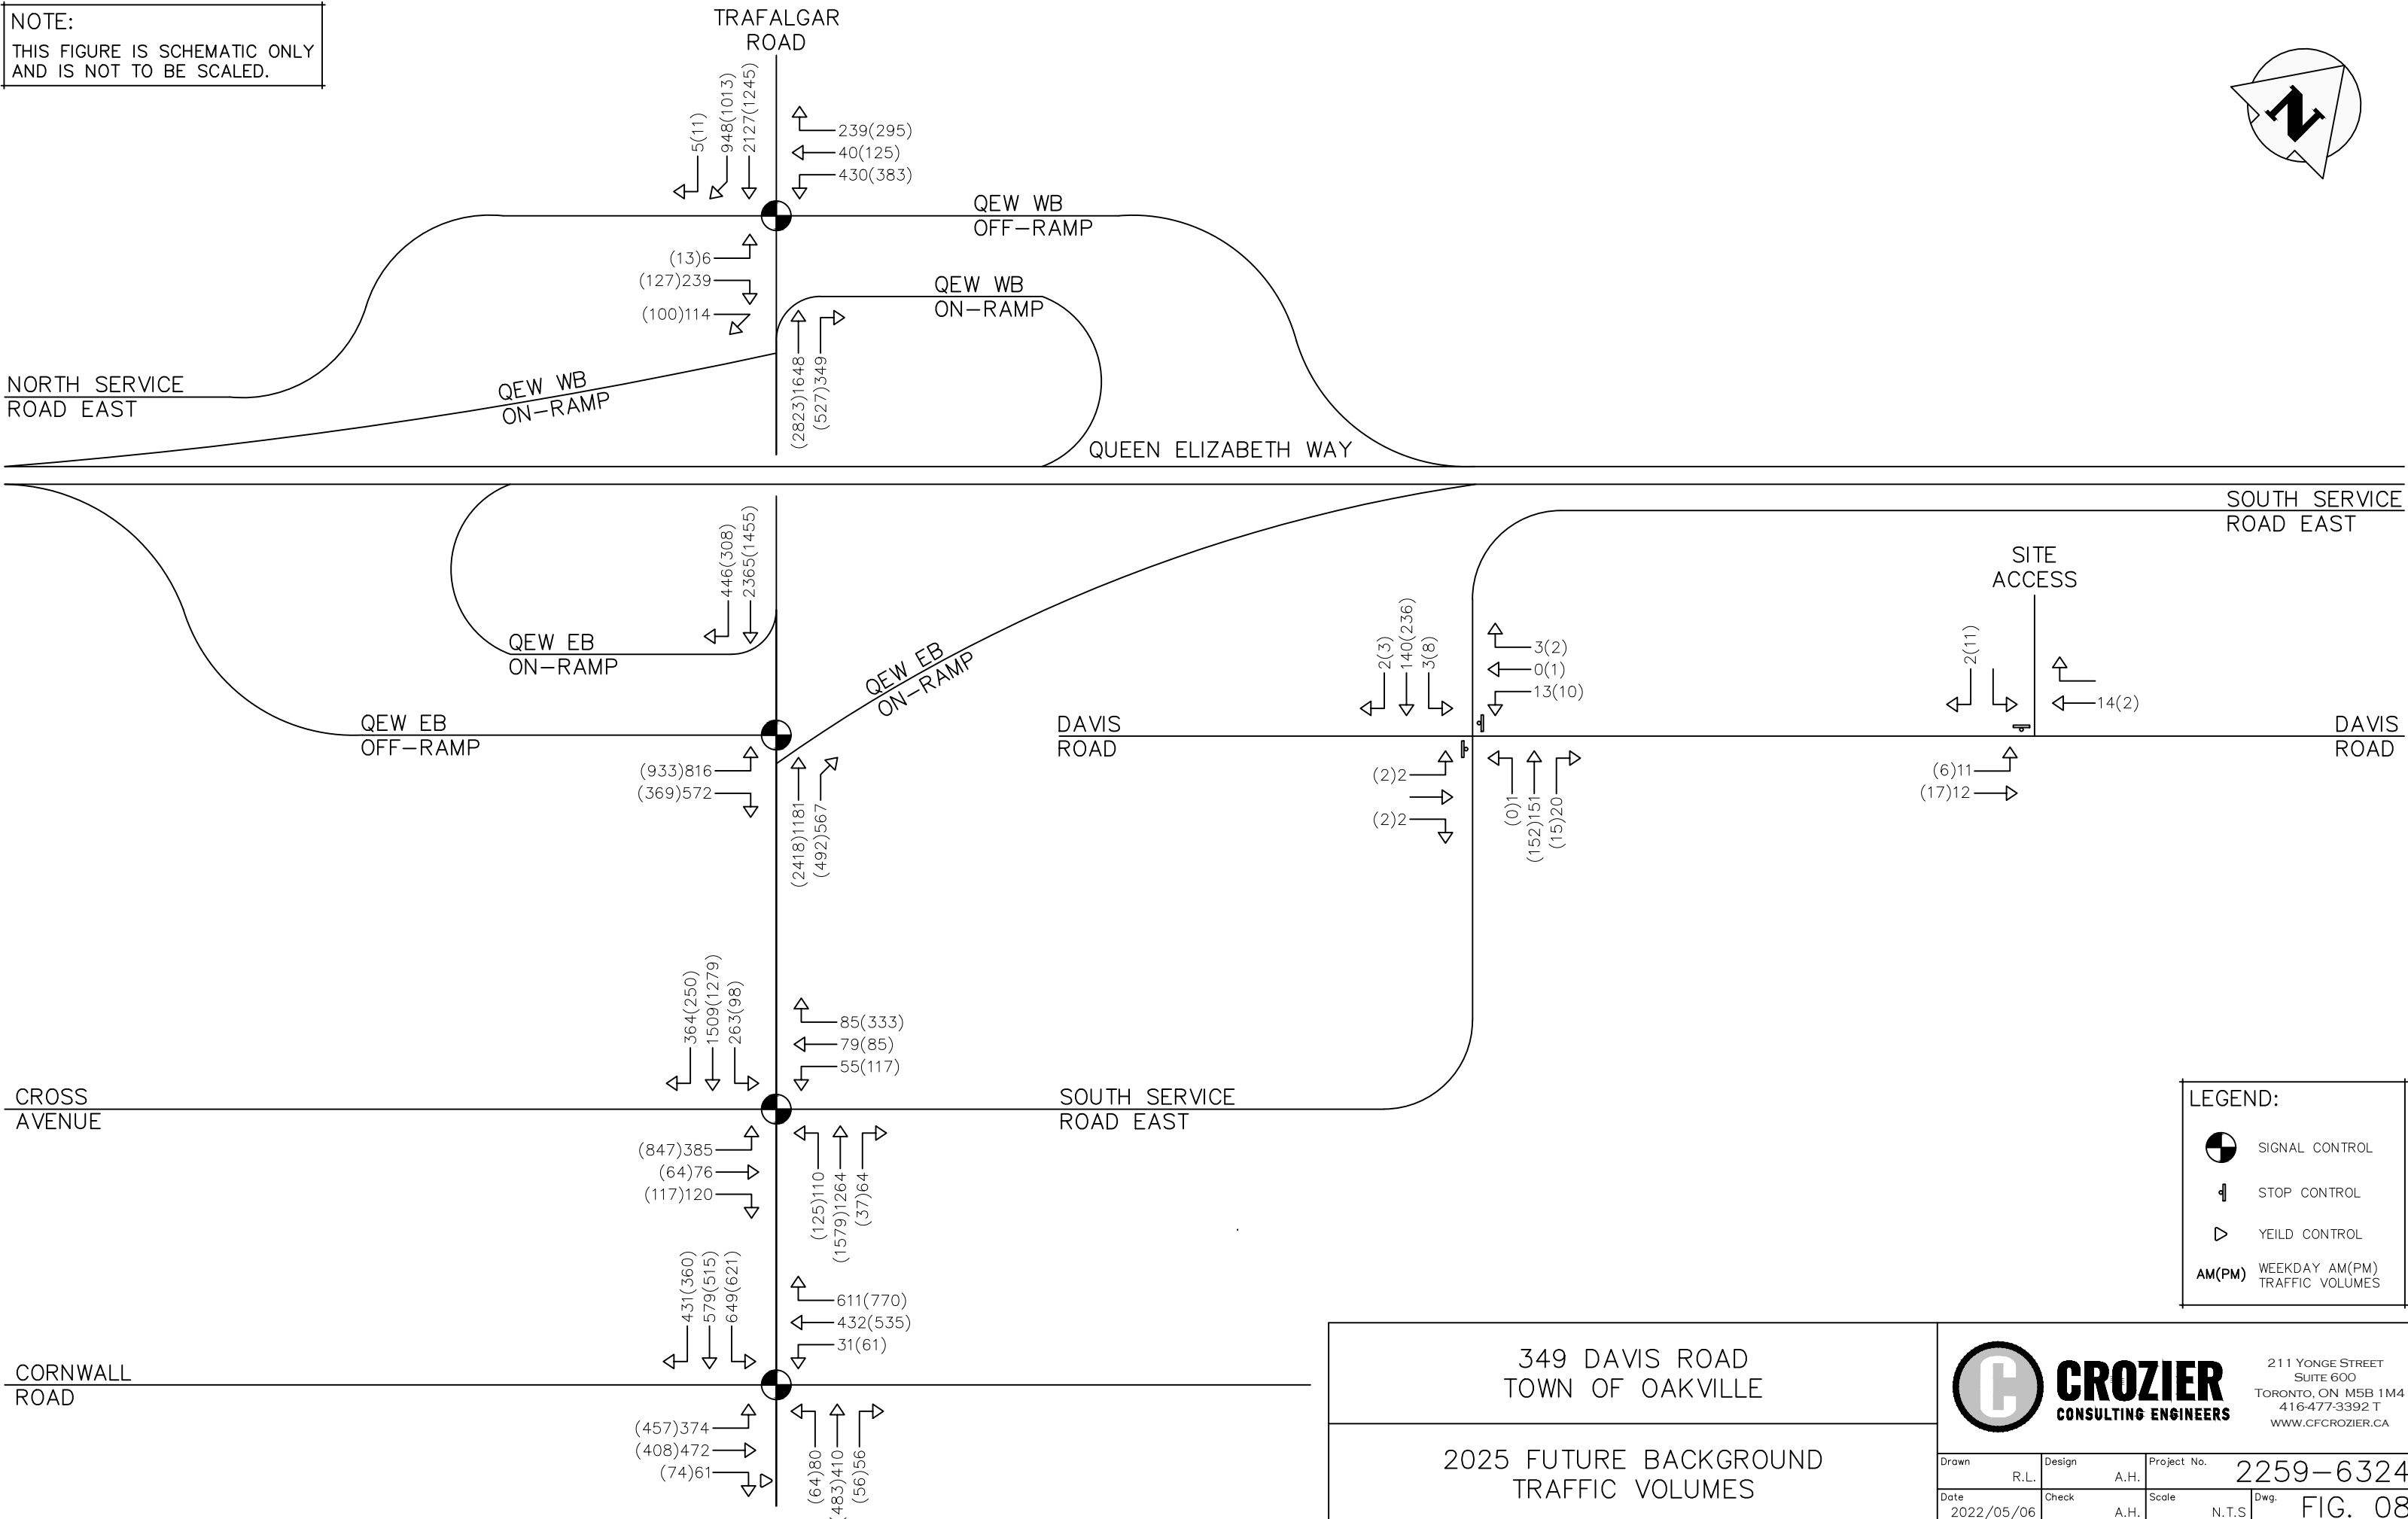 NOTE:
THIS FIGURE IS SCHEMATIC ONLY
AND IS NOT TO BE SCALED.
TRAFALGAR
ROAD
5(11)
948(1013)
2127(1245)
239(295)
40(125)
430(383)
QEW WB
OFF-RAMP
(13)6
(127)239
(100)114
QEW WB
ON-RAMP
(2823)1648
(527)349
NORTH SERVICE
ROAD EAST
QEW WB
ON-RAMP
QUEEN ELIZABETH WAY
SOUTH SERVICE
ROAD EAST
446(308)
2365(1455)
QEW EB
ON-RAMP
QEW EB
ON-RAMP
QEW EB
OFF-RAMP
(933)816
(369)572
(2418)1181
(492)567
SITE
ACCESS
2(3)
140(236)
3(8)
3(2)
0(1)
13(10)
2(11)
14(2)
DAVIS
ROAD
DAVIS
ROAD
(2)2
(2)2
(0)1
(152)151
(15)20
(6)11
(17)12
364(250)
1509(1279)
263(98)
85(333)
79(85)
55(117)
CROSS
AVENUE
SOUTH SERVICE
ROAD EAST
(847)385
(64)76
(117)120
(125)110
(1579)1264
(37)64
431(360)
579(515)
649(621)
611(770)
432(535)
31(61)
CORNWALL
ROAD
(457)374
(408)472
(74)61
(64)80
(483)410
(56)56
LEGEND:
SIGNAL CONTROL
STOP CONTROL
YEILD CONTROL
AM(PM) WEEKDAY AM(PM)
TRAFFIC VOLUMES
349 DAVIS ROAD
TOWN OF OAKVILLE
2025 FUTURE BACKGROUND
TRAFFIC VOLUMES
C
CROZIER
CONSULTING ENGINEERS
211 YONGE STREET
SUITE 600
TORONTO, ON M5B 1M4
416-477-3392 T
WWW.CFCROZIER.CA
Drawn R.L. Design A.H. Project No. 2259-6324
Date 2022/05/06 Check A.H. Scale N.T.S Dwg. FIG. 08
N